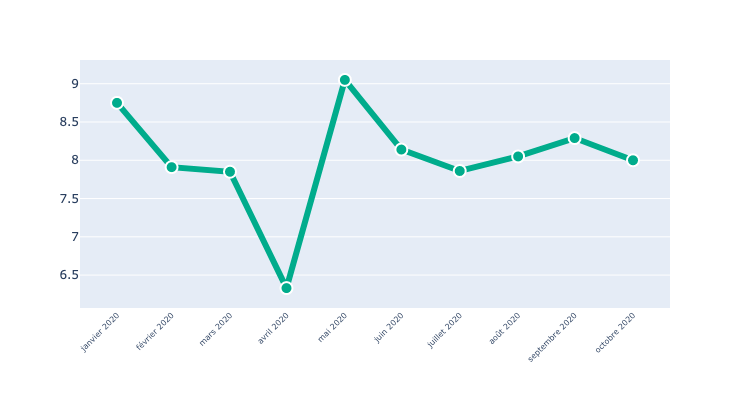 9
8.5
8
7.5
7
6.5
janvier 2020
février 2020
mars 2020
avril 2020
mai 2020
juin 2020
juillet 2020
août 2020
septembre 2020
octobre 2020